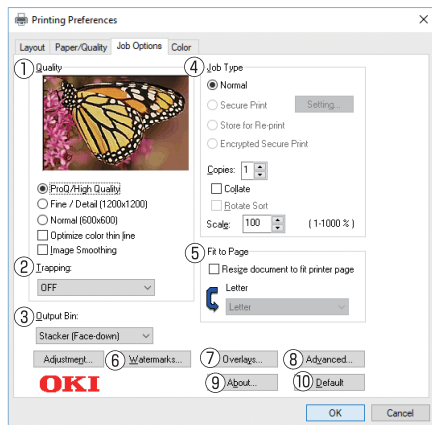 Printing Preferences
Layout Paper/Quality Job Options Color
① Quality
ProQ/High Quality
Fine / Detail (1200x1200)
Normal (600x600)
Optimize color thin line
Image Smoothing
② Trapping:
OFF
③ Output Bin:
Stacker (Face-down)
④ Job Type
Normal
Secure Print Setting...
Store for Re-print
Encrypted Secure Print
Copies: 1
Collate
Rotate Sort
Scale: 100 (1-1000 %)
⑤ Fit to Page
Resize document to fit printer page
Letter
Letter
Adjustment... ⑥ Watermarks... ⑦ Overlays... ⑧ Advanced...
OKI ⑨ About... ⑩ Default
OK Cancel